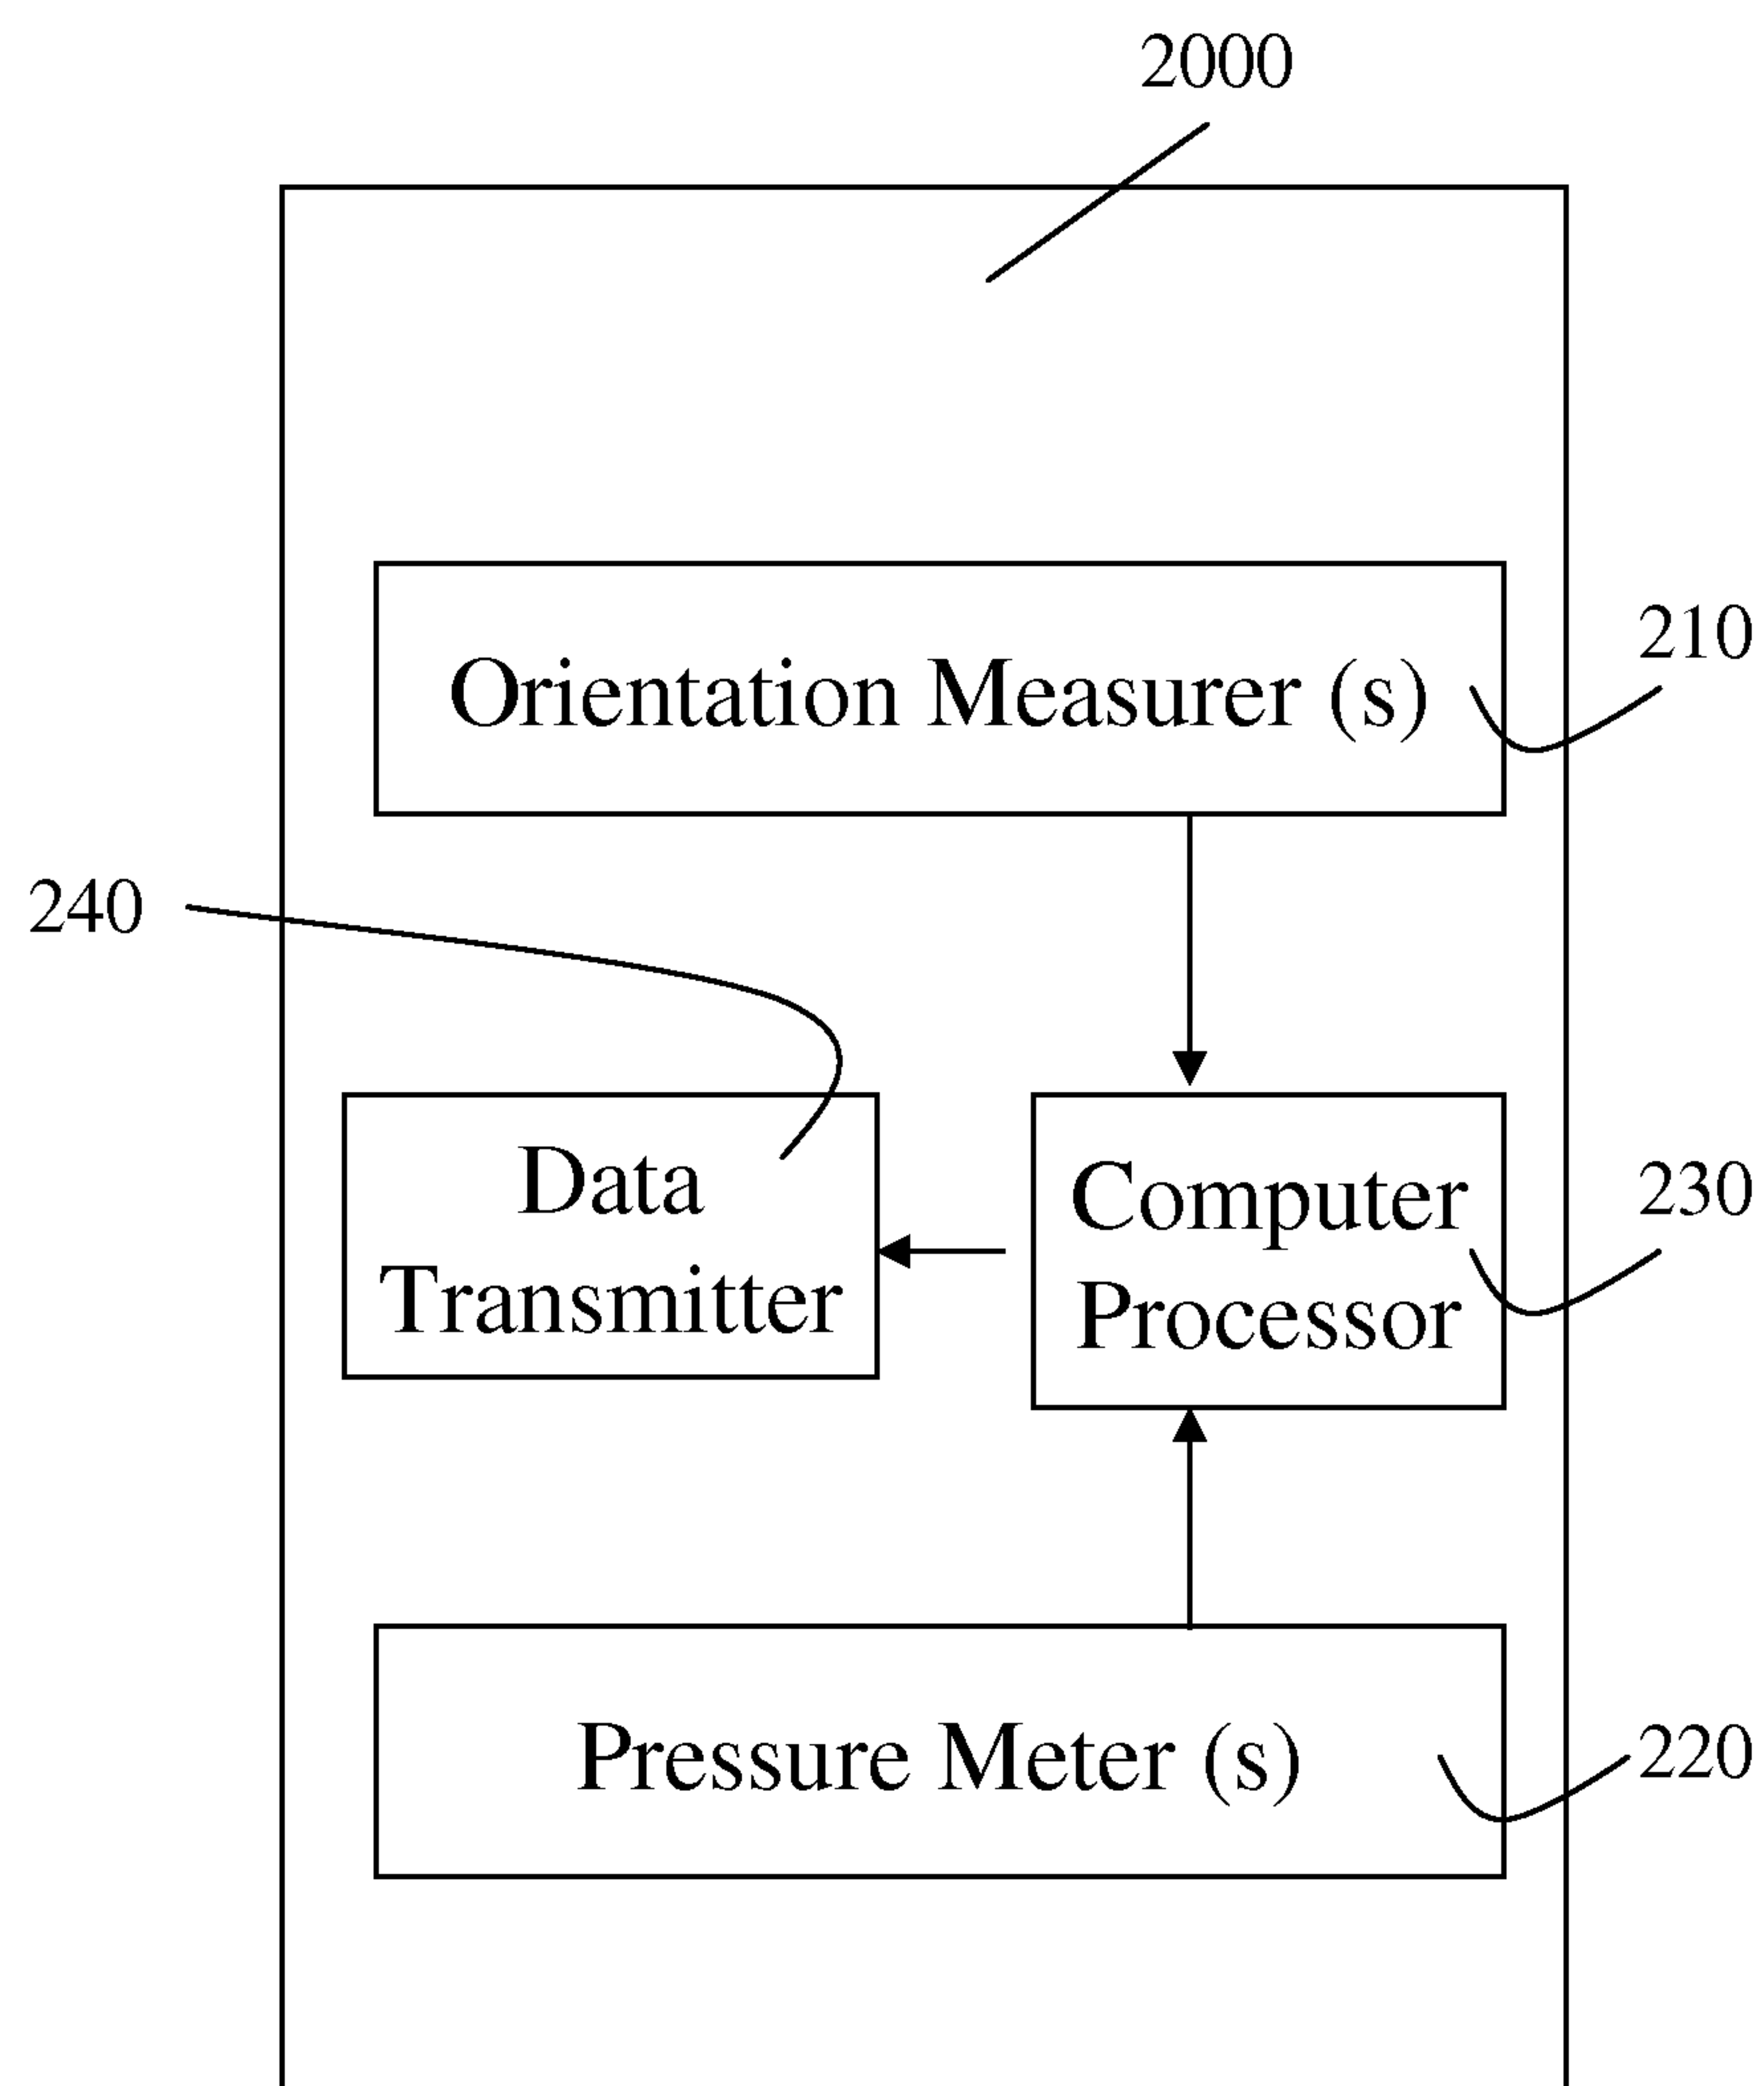 2000
Orientation Measurer (s)
210
240
Data
Transmitter
Computer
Processor
230
Pressure Meter (s)
220